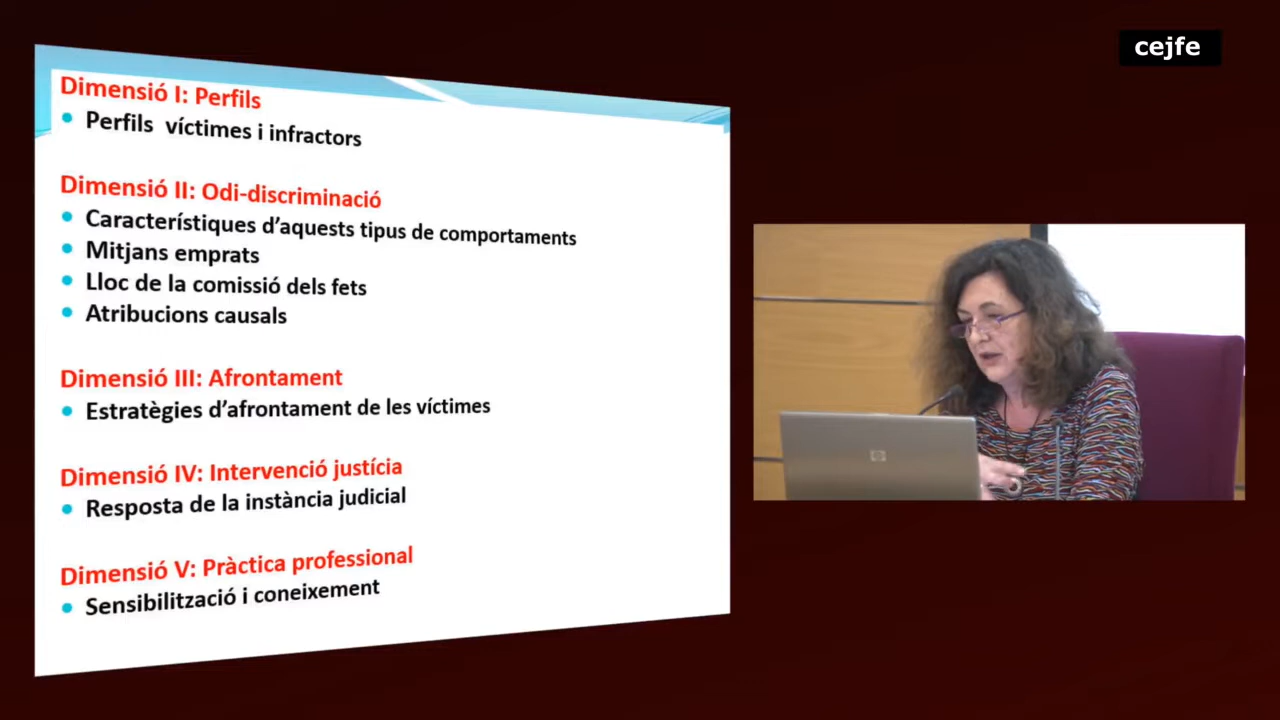 cejfe
Dimensió I: Perfils
• Perfils víctimes i infractors
Dimensió II: Odi-discriminació
• Característiques d'aquests tipus de comportaments
• Mitjans emprats
• Lloc de la comissió dels fets
• Atribucions causals
Dimensió III: Afrontament
• Estratègies d'afrontament de les víctimes
Dimensió IV: Intervenció justícia
• Resposta de la instància judicial
Dimensió V: Pràctica professional
• Sensibilització i coneixement
hp